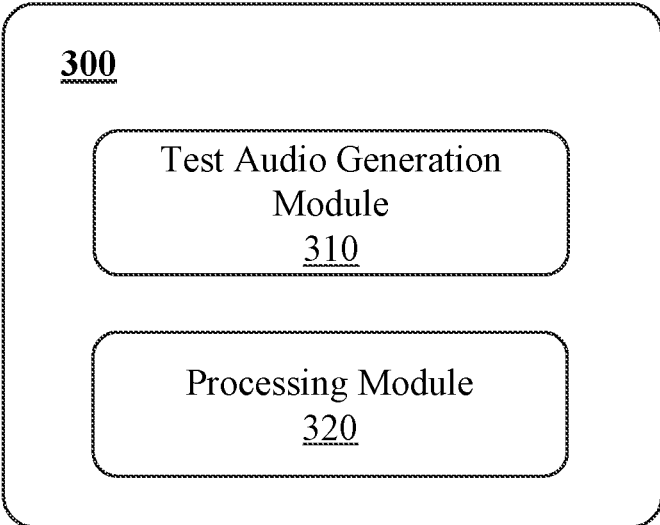 300
Test Audio Generation
Module
310
Processing Module
320